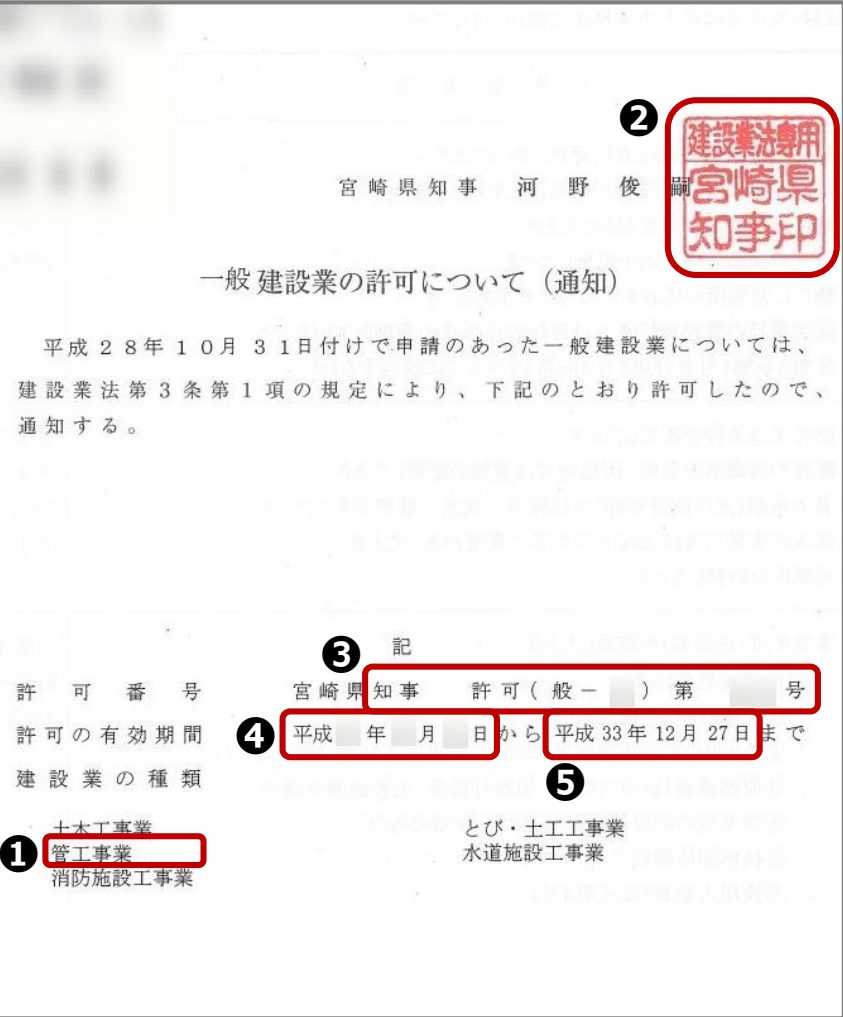 ❷
建設業法専用
宮崎県
知事印
宮崎県知事 河野俊嗣
一般建設業の許可について（通知）
平成２８年１０月３１日付けで申請のあった一般建設業については、
建設業法第３条第１項の規定により、下記のとおり許可したので、
通知する。
記
❸
許可番号 宮崎県知事 許可（般－ ）第 号
許可の有効期間 ❹ 平成 年 月 日から 平成33年12月27日まで
建設業の種類 ❺
土木工事業 とび・土工工事業
❶ 管工事業 水道施設工事業
消防施設工事業